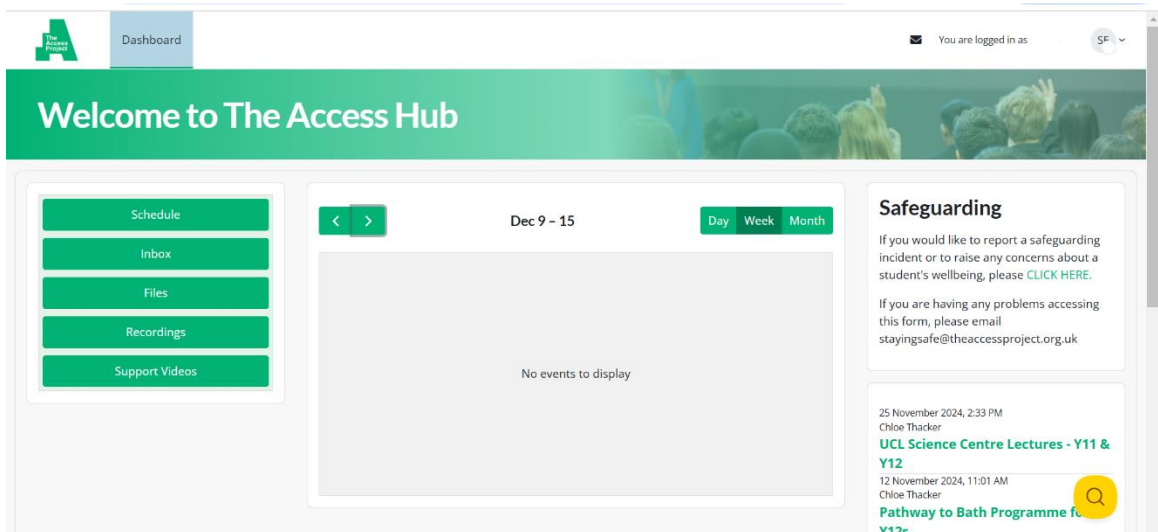 The
Access
Project
Dashboard
You are logged in as
SF
Welcome to The Access Hub
Schedule
Inbox
Files
Recordings
Support Videos
Dec 9 – 15
Day Week Month
No events to display
Safeguarding
If you would like to report a safeguarding
incident or to raise any concerns about a
student's wellbeing, please CLICK HERE.
If you are having any problems accessing
this form, please email
stayingsafe@theaccessproject.org.uk
25 November 2024, 2:33 PM
Chloe Thacker
UCL Science Centre Lectures - Y11 &
Y12
12 November 2024, 11:01 AM
Chloe Thacker
Pathway to Bath Programme
Y12s